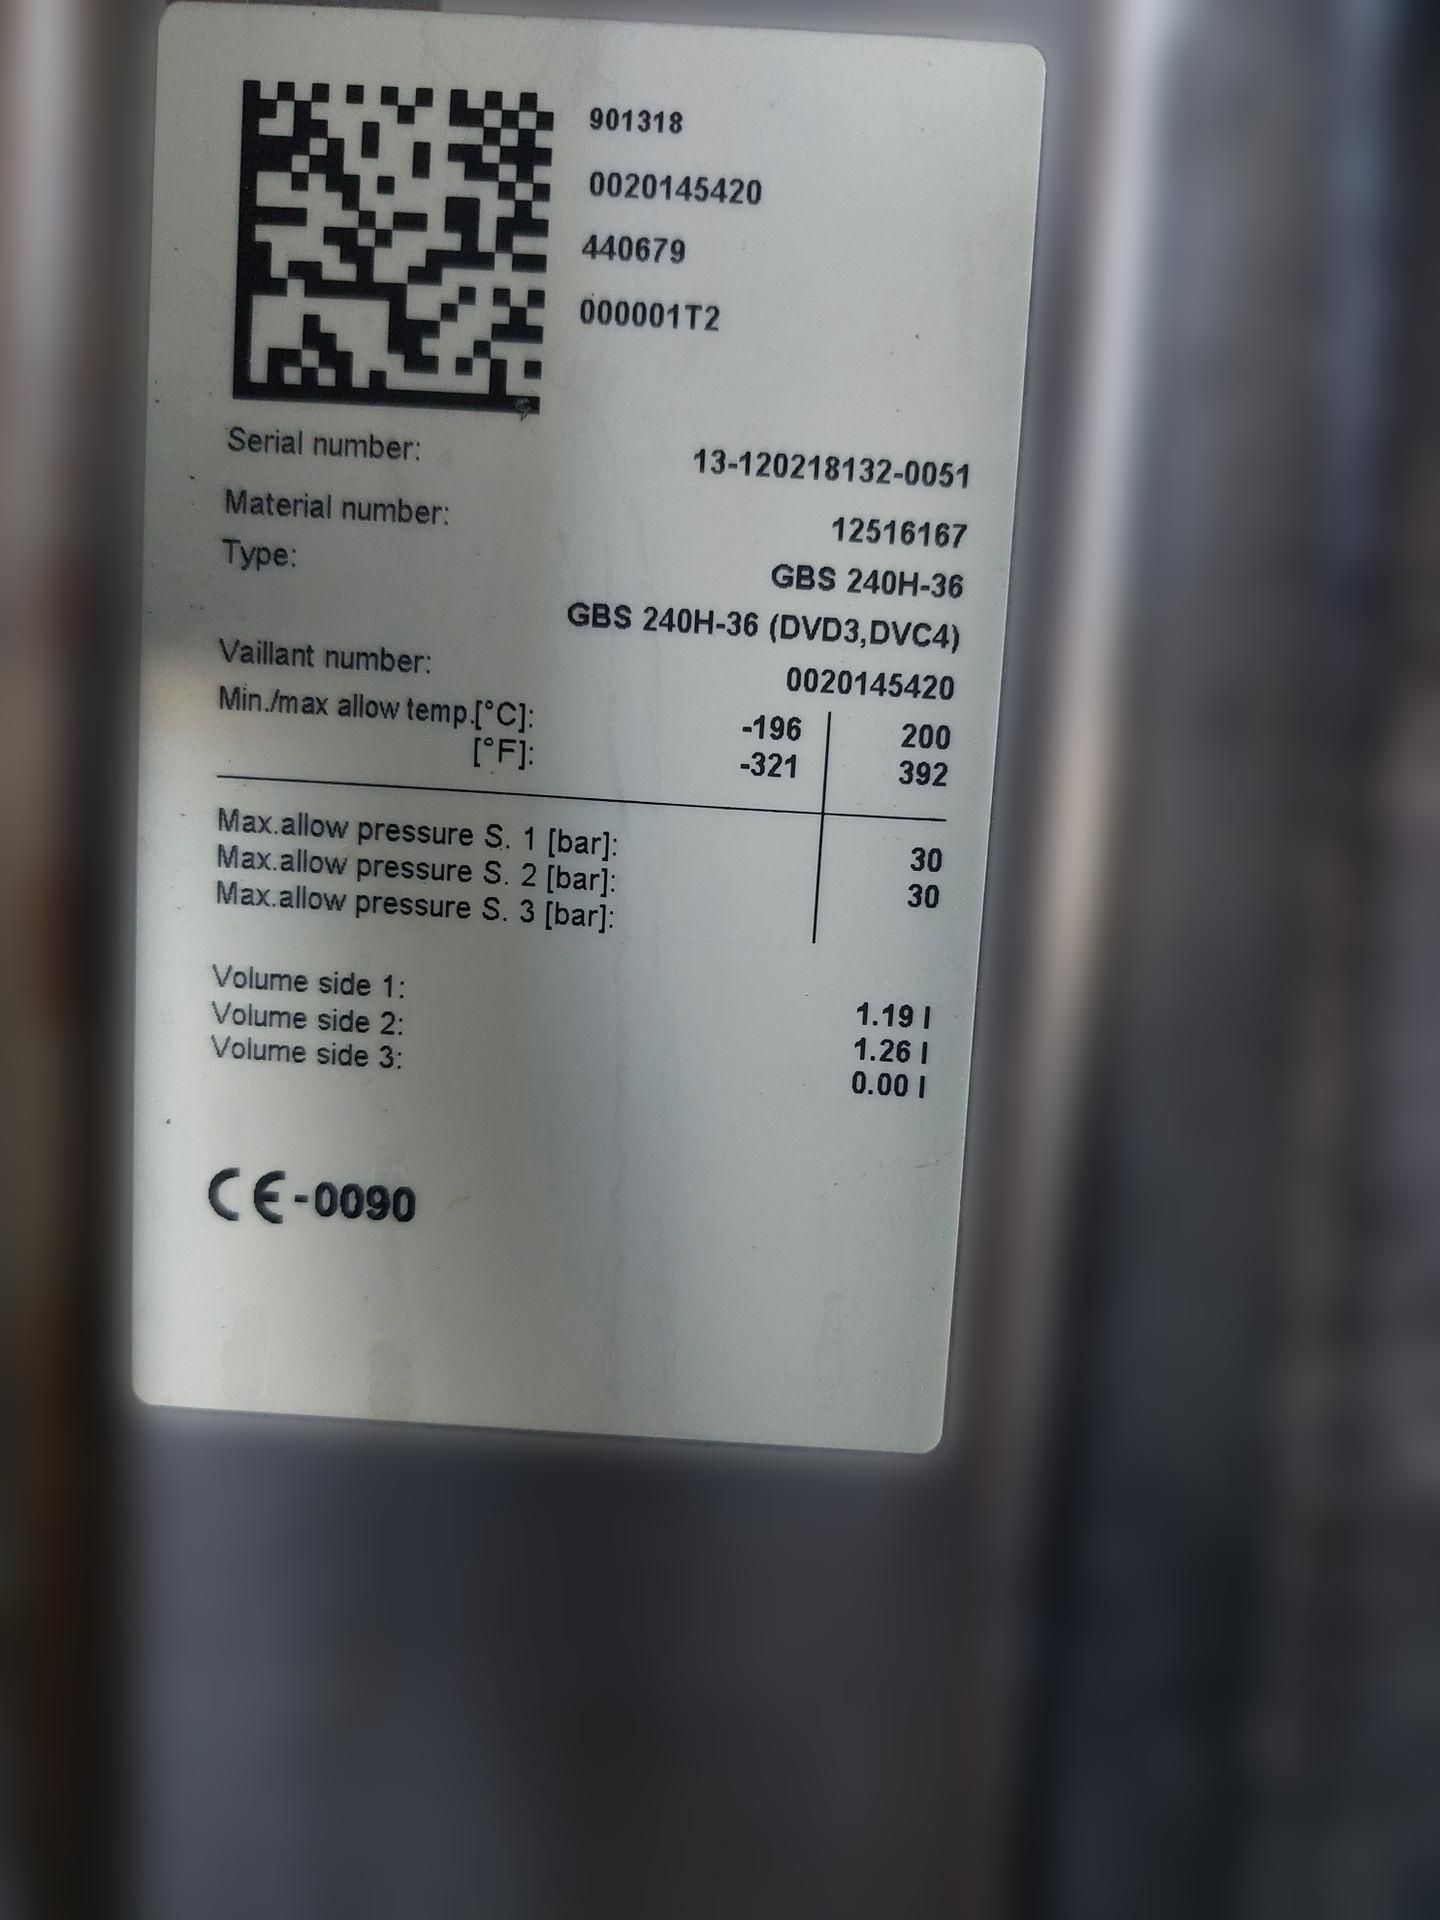 901318
0020145420
440679
000001T2
Serial number: 13-120218132-0051
Material number: 12516167
Type: GBS 240H-36
GBS 240H-36 (DVD3,DVC4)
Vaillant number: 0020145420
Min./max allow temp.[°C]: -196 200
[°F]: -321 392
Max.allow pressure S. 1 [bar]: 30
Max.allow pressure S. 2 [bar]: 30
Max.allow pressure S. 3 [bar]:
Volume side 1: 1.19 l
Volume side 2: 1.26 l
Volume side 3: 0.00 l
CE-0090